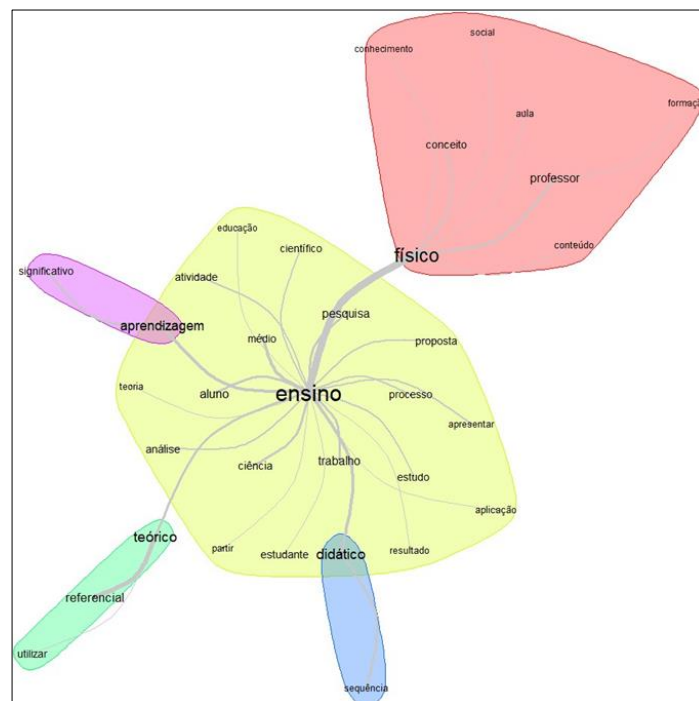 social
conhecimento
formaçã
aula
conceito
professor
conteúdo
físico
educação
científico
significativo
atividade
pesquisa
aprendizagem
médio
proposta
teoria
aluno
ensino
processo
apresentar
análise
ciência
trabalho
estudo
aplicação
teórico
partir
estudante
didático
resultado
referencial
utilizar
sequência